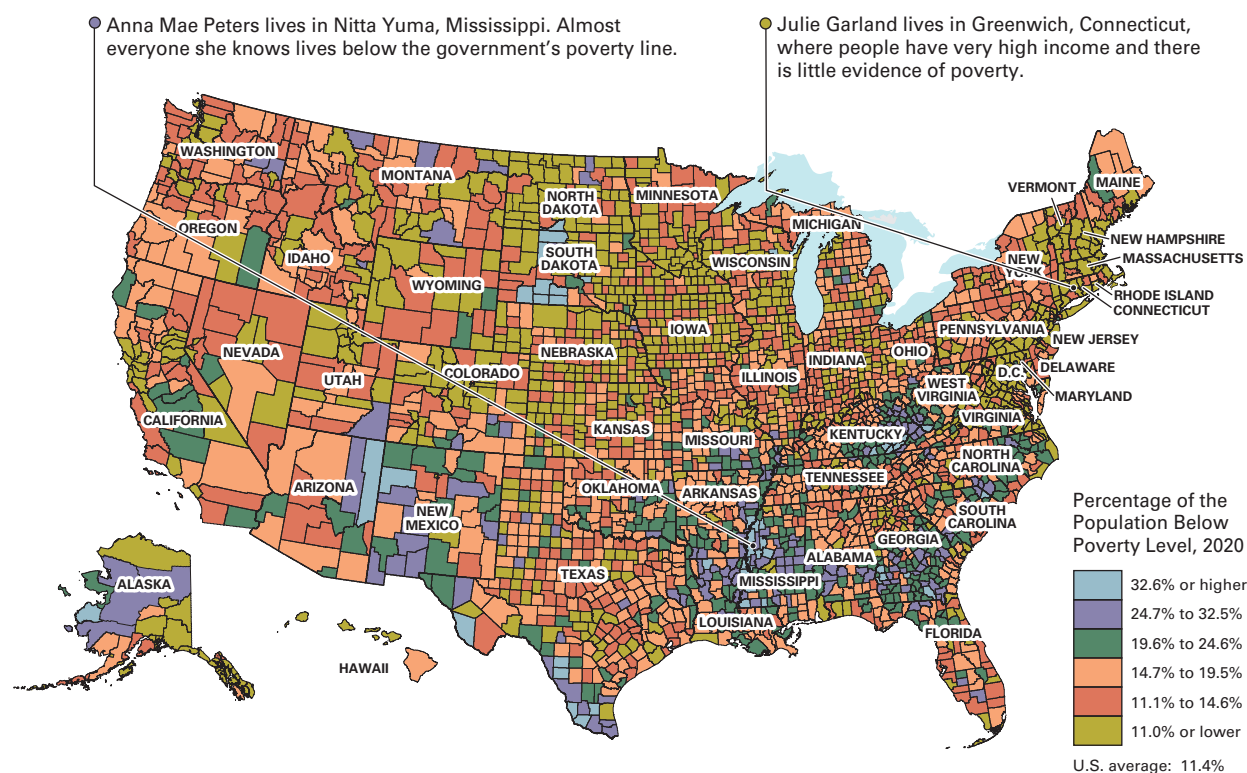 Anna Mae Peters lives in Nitta Yuma, Mississippi. Almost
everyone she knows lives below the government's poverty line.
Julie Garland lives in Greenwich, Connecticut,
where people have very high income and there
is little evidence of poverty.
WASHINGTON
MONTANA
NORTH
DAKOTA
MINNESOTA
VERMONT
MAINE
OREGON
IDAHO
SOUTH
DAKOTA
WISCONSIN
MICHIGAN
NEW
YORK
NEW HAMPSHIRE
MASSACHUSETTS
WYOMING
RHODE ISLAND
CONNECTICUT
IOWA
PENNSYLVANIA
NEW JERSEY
NEVADA
NEBRASKA
INDIANA
OHIO
UTAH
COLORADO
ILLINOIS
D.C.
DELAWARE
WEST
VIRGINIA
MARYLAND
CALIFORNIA
KANSAS
MISSOURI
KENTUCKY
VIRGINIA
NORTH
CAROLINA
TENNESSEE
ARIZONA
OKLAHOMA
ARKANSAS
NEW
MEXICO
SOUTH
CAROLINA
GEORGIA
ALABAMA
ALASKA
TEXAS
MISSISSIPPI
LOUISIANA
FLORIDA
HAWAII
Percentage of the
Population Below
Poverty Level, 2020
32.6% or higher
24.7% to 32.5%
19.6% to 24.6%
14.7% to 19.5%
11.1% to 14.6%
11.0% or lower
U.S. average: 11.4%